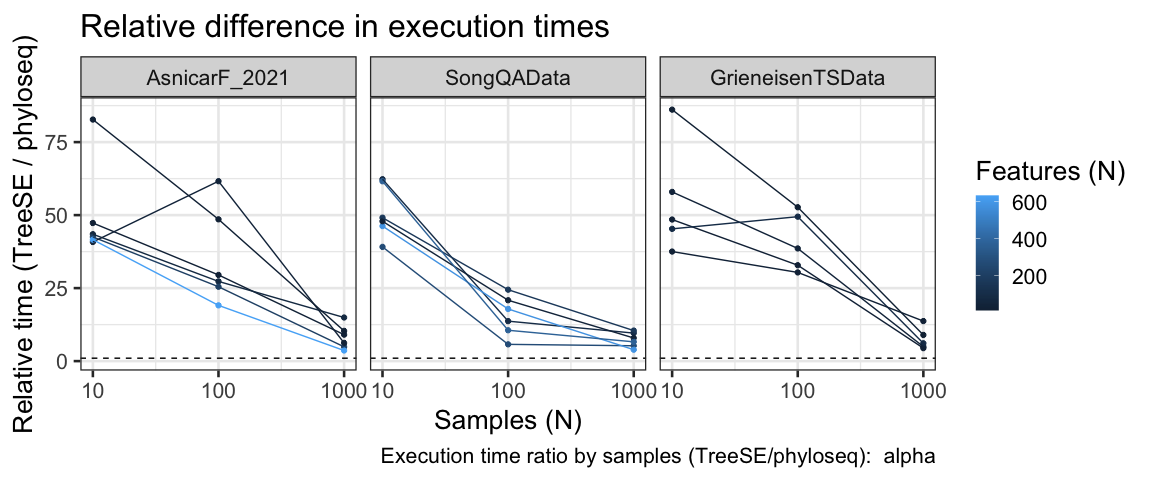 Relative difference in execution times
AsnicarF_2021
SongQAData
GrieneisenTSData
Relative time (TreeSE / phyloseq)
75
50
25
0
10
100
1000
10
100
1000
10
100
1000
Samples (N)
Features (N)
600
400
200
Execution time ratio by samples (TreeSE/phyloseq):  alpha